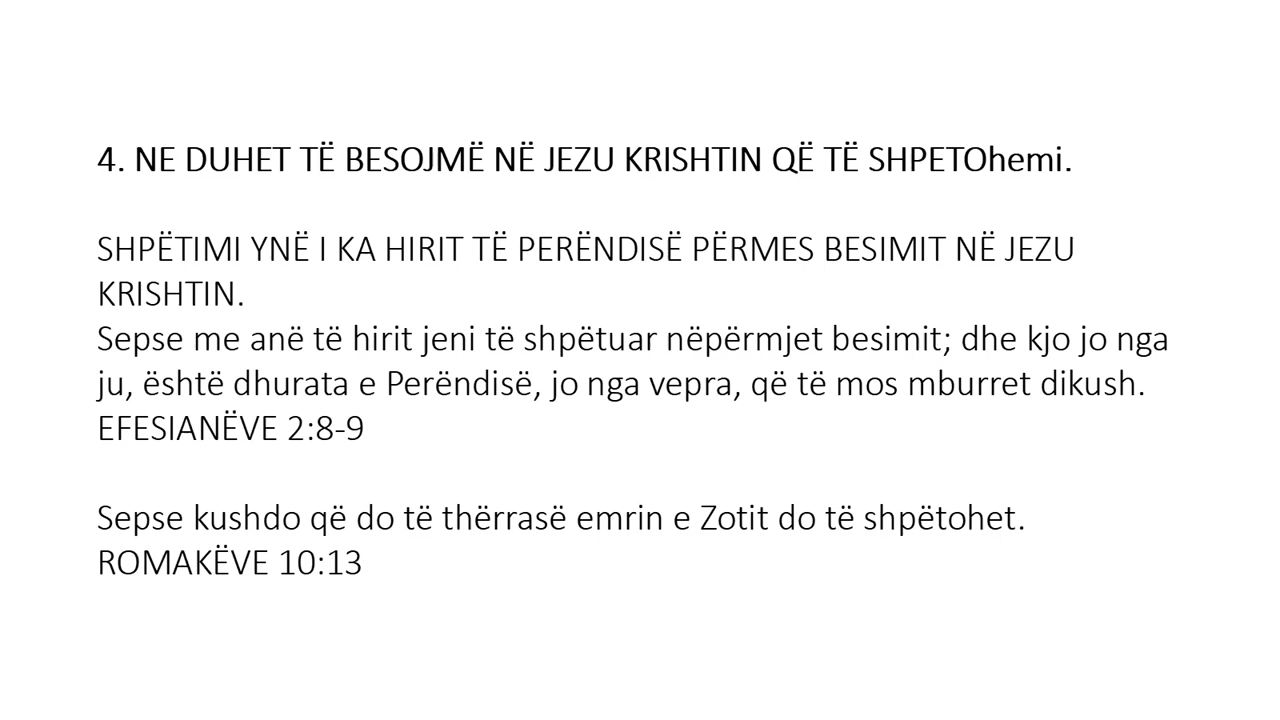 4. NE DUHET TË BESOJMË NË JEZU KRISHTIN QË TË SHPETOhemi.
SHPËTIMI YNË I KA HIRIT TË PERËNDISË PËRMES BESIMIT NË JEZU
KRISHTIN.
Sepse me anë të hirit jeni të shpëtuar nëpërmjet besimit; dhe kjo jo nga
ju, është dhurata e Perëndisë, jo nga vepra, që të mos mburret dikush.
EFESIANËVE 2:8-9
Sepse kushdo që do të thërrasë emrin e Zotit do të shpëtohet.
ROMAKËVE 10:13